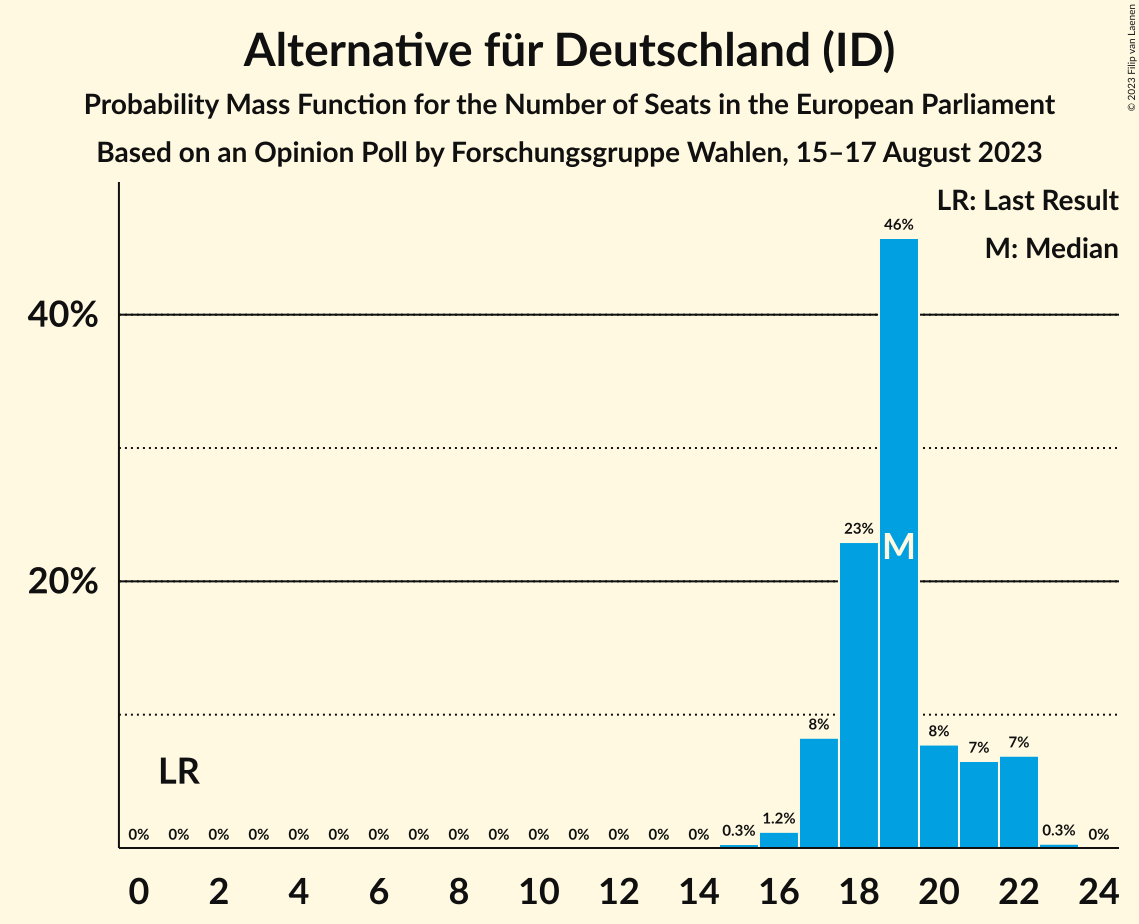 Alternative für Deutschland (ID)
Probability Mass Function for the Number of Seats in the European Parliament
Based on an Opinion Poll by Forschungsgruppe Wahlen, 15–17 August 2023
© 2023 Filip van Laenen
LR: Last Result
M: Median
46%
40%
23%
M
20%
8% 8% 7% 7%
LR
0% 0% 0% 0% 0% 0% 0% 0% 0% 0% 0% 0% 0% 0% 0% 0.3% 1.2% 0.3% 0%
0 2 4 6 8 10 12 14 16 18 20 22 24